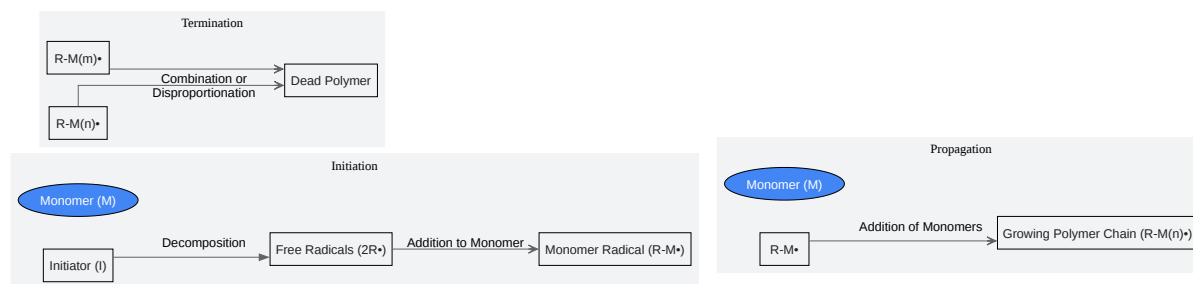 Termination
R-M(m)•
Combination or
Disproportionation
Dead Polymer
R-M(n)•
Initiation
Monomer (M)
Decomposition
Initiator (I)
Free Radicals (2R•)
Addition to Monomer
Monomer Radical (R-M•)
Propagation
Monomer (M)
Addition of Monomers
R-M•
Growing Polymer Chain (R-M(n)•)